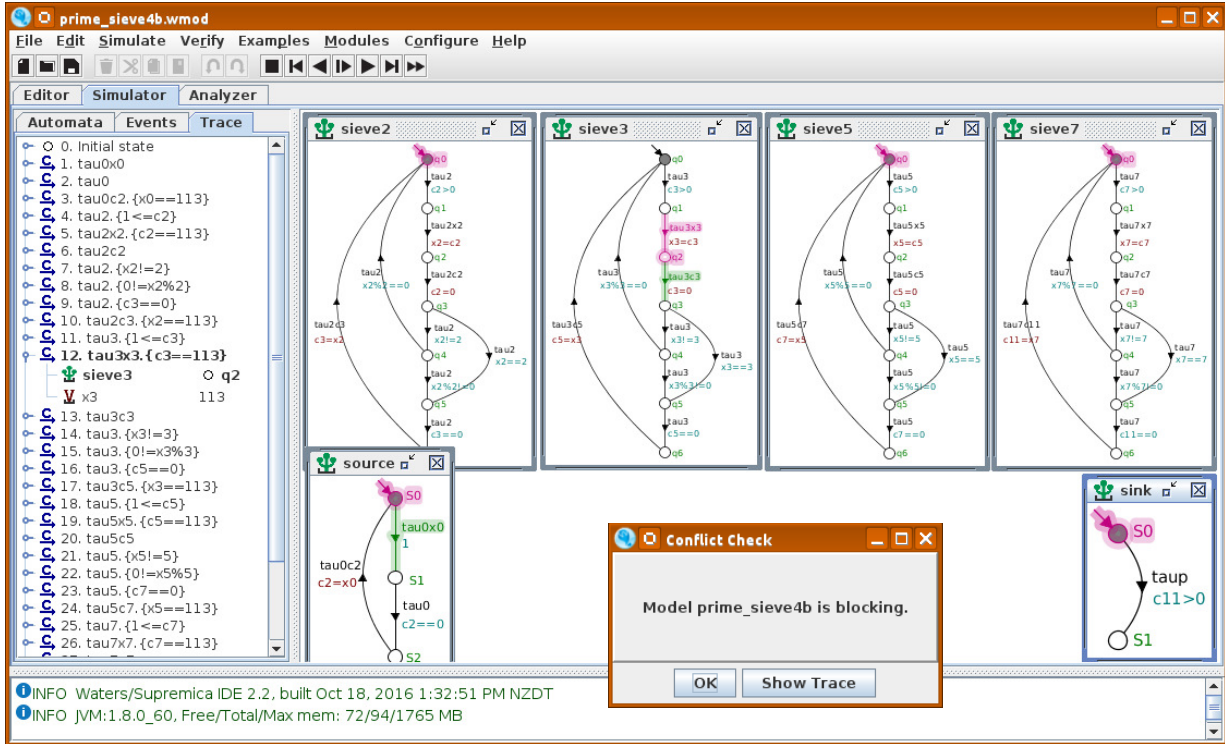 prime_sieve4b.wmod
File Edit Simulate Verify Examples Modules Configure Help
Editor Simulator Analyzer
Automata Events Trace
0. Initial state
1. tau0x0
2. tau0
3. tau0c2.{x0==113}
4. tau2.{1<=c2}
5. tau2x2.{c2==113}
6. tau2c2
7. tau2.{x2!=2}
8. tau2.{0!=x2%2}
9. tau2.{c3==0}
10. tau2c3.{x2==113}
11. tau3.{1<=c3}
12. tau3x3.{c3==113}
sieve3 q2
x3 113
13. tau3c3
14. tau3.{x3!=3}
15. tau3.{0!=x3%3}
16. tau3.{c5==0}
17. tau3c5.{x3==113}
18. tau5.{1<=c5}
19. tau5x5.{c5==113}
20. tau5c5
21. tau5.{x5!=5}
22. tau5.{0!=x5%5}
23. tau5.{c7==0}
24. tau5c7.{x5==113}
25. tau7.{1<=c7}
26. tau7x7.{c7==113}
sieve2
q0
tau2
c2>0
q1
tau2x2
x2=c2
q2
tau2
x2%2==0
tau2c2
c2=0
q3
tau2c3
c3=x2
tau2
x2!=2
tau2
x2==2
q4
tau2
x2%2!=0
q5
tau2
c3==0
sieve3
q0
tau3
c3>0
q1
tau3x3
x3=c3
q2
tau3
x3%3==0
tau3c3
c3=0
q3
tau3c5
c5=x3
tau3
x3!=3
tau3
x3==3
q4
tau3
x3%3!=0
q5
tau3
c5==0
q6
sieve5
q0
tau5
c5>0
q1
tau5x5
x5=c5
q2
tau5
x5%5==0
tau5c5
c5=0
q3
tau5c7
c7=x5
tau5
x5!=5
tau5
x5==5
q4
tau5
x5%5!=0
q5
tau5
c7==0
q6
sieve7
q0
tau7
c7>0
q1
tau7x7
x7=c7
q2
tau7
x7%7==0
tau7c7
c7=0
q3
tau7c11
c11=x7
tau7
x7!=7
tau7
x7==7
q4
tau7
x7%7!=0
q5
tau7
c11==0
q6
source
S0
tau0x0
1
S1
tau0c2
c2=x0
tau0
c2==0
S2
Conflict Check
Model prime_sieve4b is blocking.
OK Show Trace
sink
S0
taup
c11>0
S1
INFO Waters/Supremica IDE 2.2, built Oct 18, 2016 1:32:51 PM NZDT
INFO JVM:1.8.0_60, Free/Total/Max mem: 72/94/1765 MB